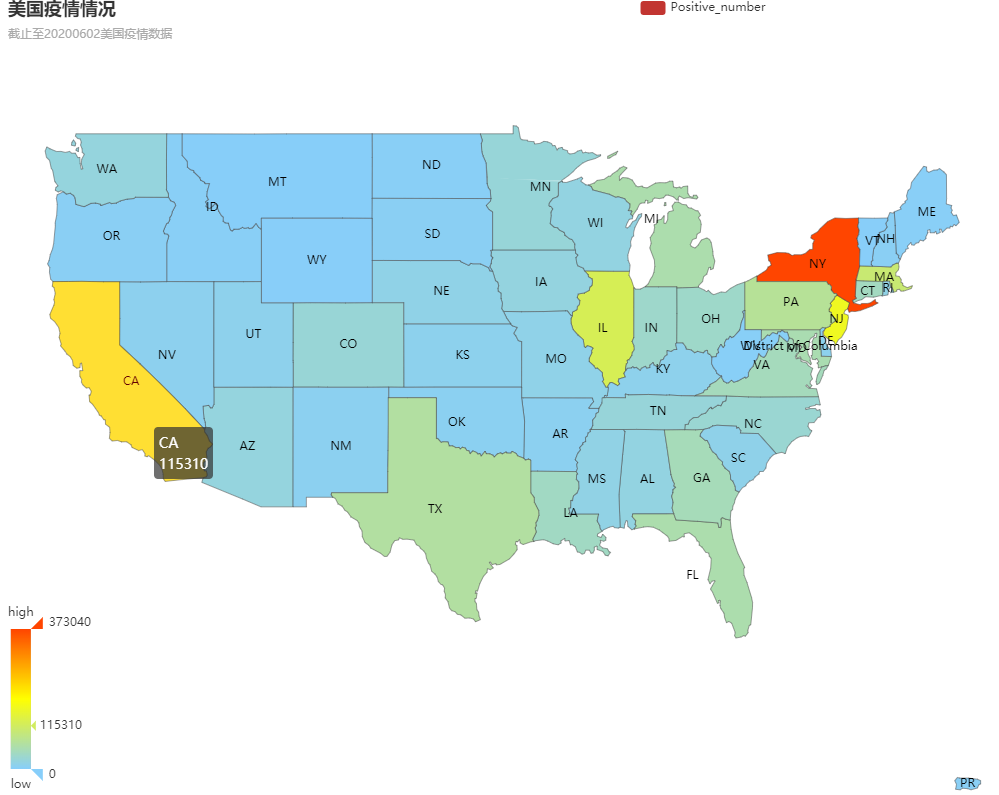 美国疫情情况
Positive_number
截止至20200602美国疫情数据
WA
MT
ND
MN
ID
OR
SD
WI
MI
ME
WY
VT
NH
NY
MA
NE
IA
CT
RI
PA
UT
CO
IL
IN
OH
NJ
NV
KS
MO
WV
District of Columbia
MD
DE
VA
CA
KY
TN
NC
OK
AR
AZ
NM
SC
CA
115310
MS
AL
GA
TX
LA
FL
high
373040
115310
0
low
PR